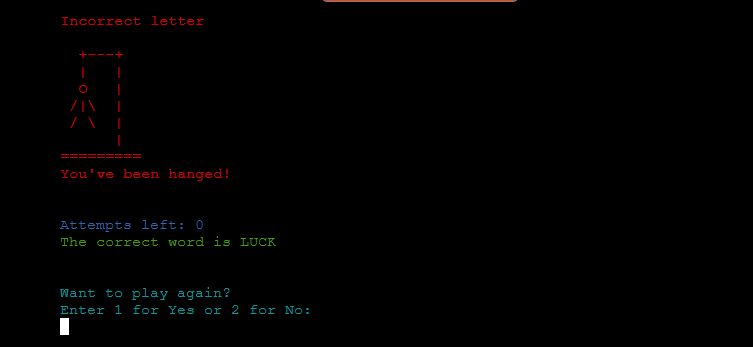 Incorrect letter
  +---+
  |   |
  O   |
 /|\  |
 / \  |
      |
=========
You've been hanged!
Attempts left: 0
The correct word is LUCK
Want to play again?
Enter 1 for Yes or 2 for No: